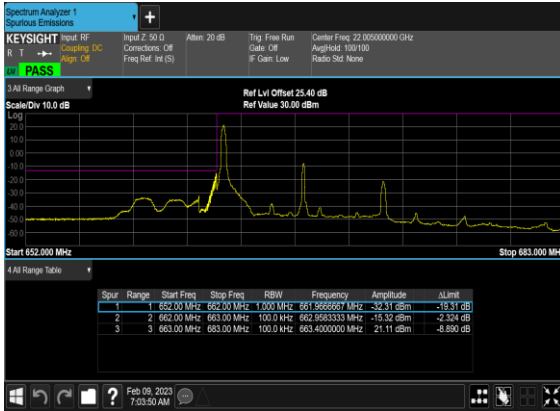 Spectrum Analyzer 1
Spurious Emissions
KEYSIGHT
R T
Input: RF
Coupling: DC
Align: Off
Input Z: 50 Ω
Corrections: Off
Freq Ref: Int (S)
Atten: 20 dB
Trig: Free Run
Gate: Off
IF Gain: Low
Center Freq: 22.005000000 GHz
Avg|Hold: 100/100
Radio Std: None
PASS
3 All Range Graph
Scale/Div 10.0 dB
Ref Lvl Offset 25.40 dB
Ref Value 30.00 dBm
Log
20.0
10.0
0.00
-10.0
-20.0
-30.0
-40.0
-50.0
-60.0
Start 652.000 MHz
Stop 683.000 MH
4 All Range Table
Spur Range Start Freq Stop Freq RBW Frequency Amplitude ΔLimit
1 1 652.00 MHz 662.00 MHz 1.000 MHz 661.9666667 MHz -32.31 dBm -19.31 dB
2 2 662.00 MHz 663.00 MHz 100.0 kHz 662.9583333 MHz -15.32 dBm -2.324 dB
3 3 663.00 MHz 683.00 MHz 100.0 kHz 663.4000000 MHz 21.11 dBm -8.890 dB
Feb 09, 2023
7:03:50 AM